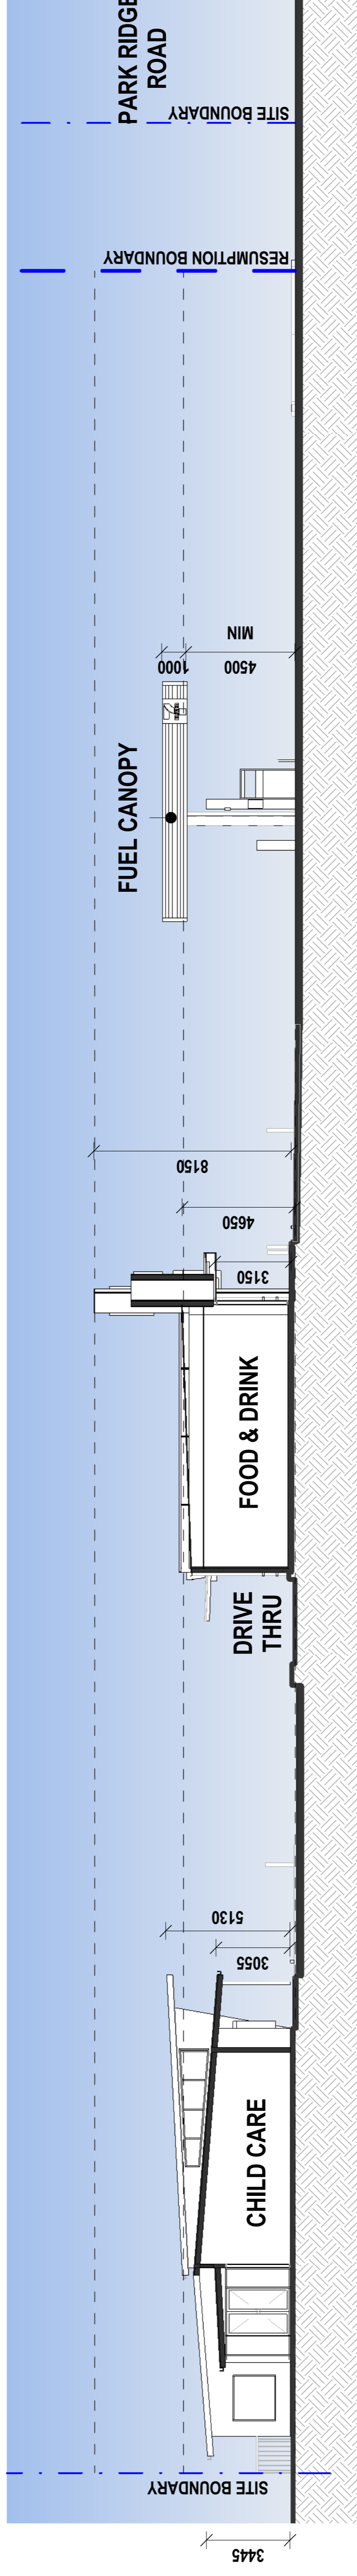 PARK RIDGE
ROAD
SITE BOUNDARY
RESUMPTION BOUNDARY
1000
4500
MIN
FUEL CANOPY
8150
4650
3150
FOOD & DRINK
DRIVE
THRU
5130
3055
CHILD CARE
SITE BOUNDARY
3445